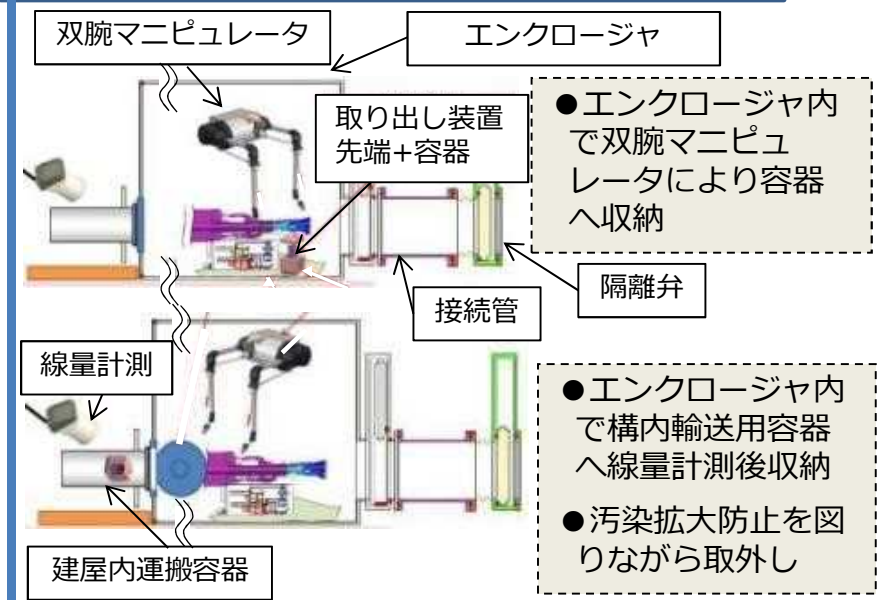 双腕マニピュレータ
エンクロージャ
取り出し装置
先端+容器
●エンクロージャ内
で双腕マニピュ
レータにより容器
へ収納
隔離弁
接続管
線量計測
●エンクロージャ内
で構内輸送用容器
へ線量計測後収納
●汚染拡大防止を図
りながら取外し
建屋内運搬容器